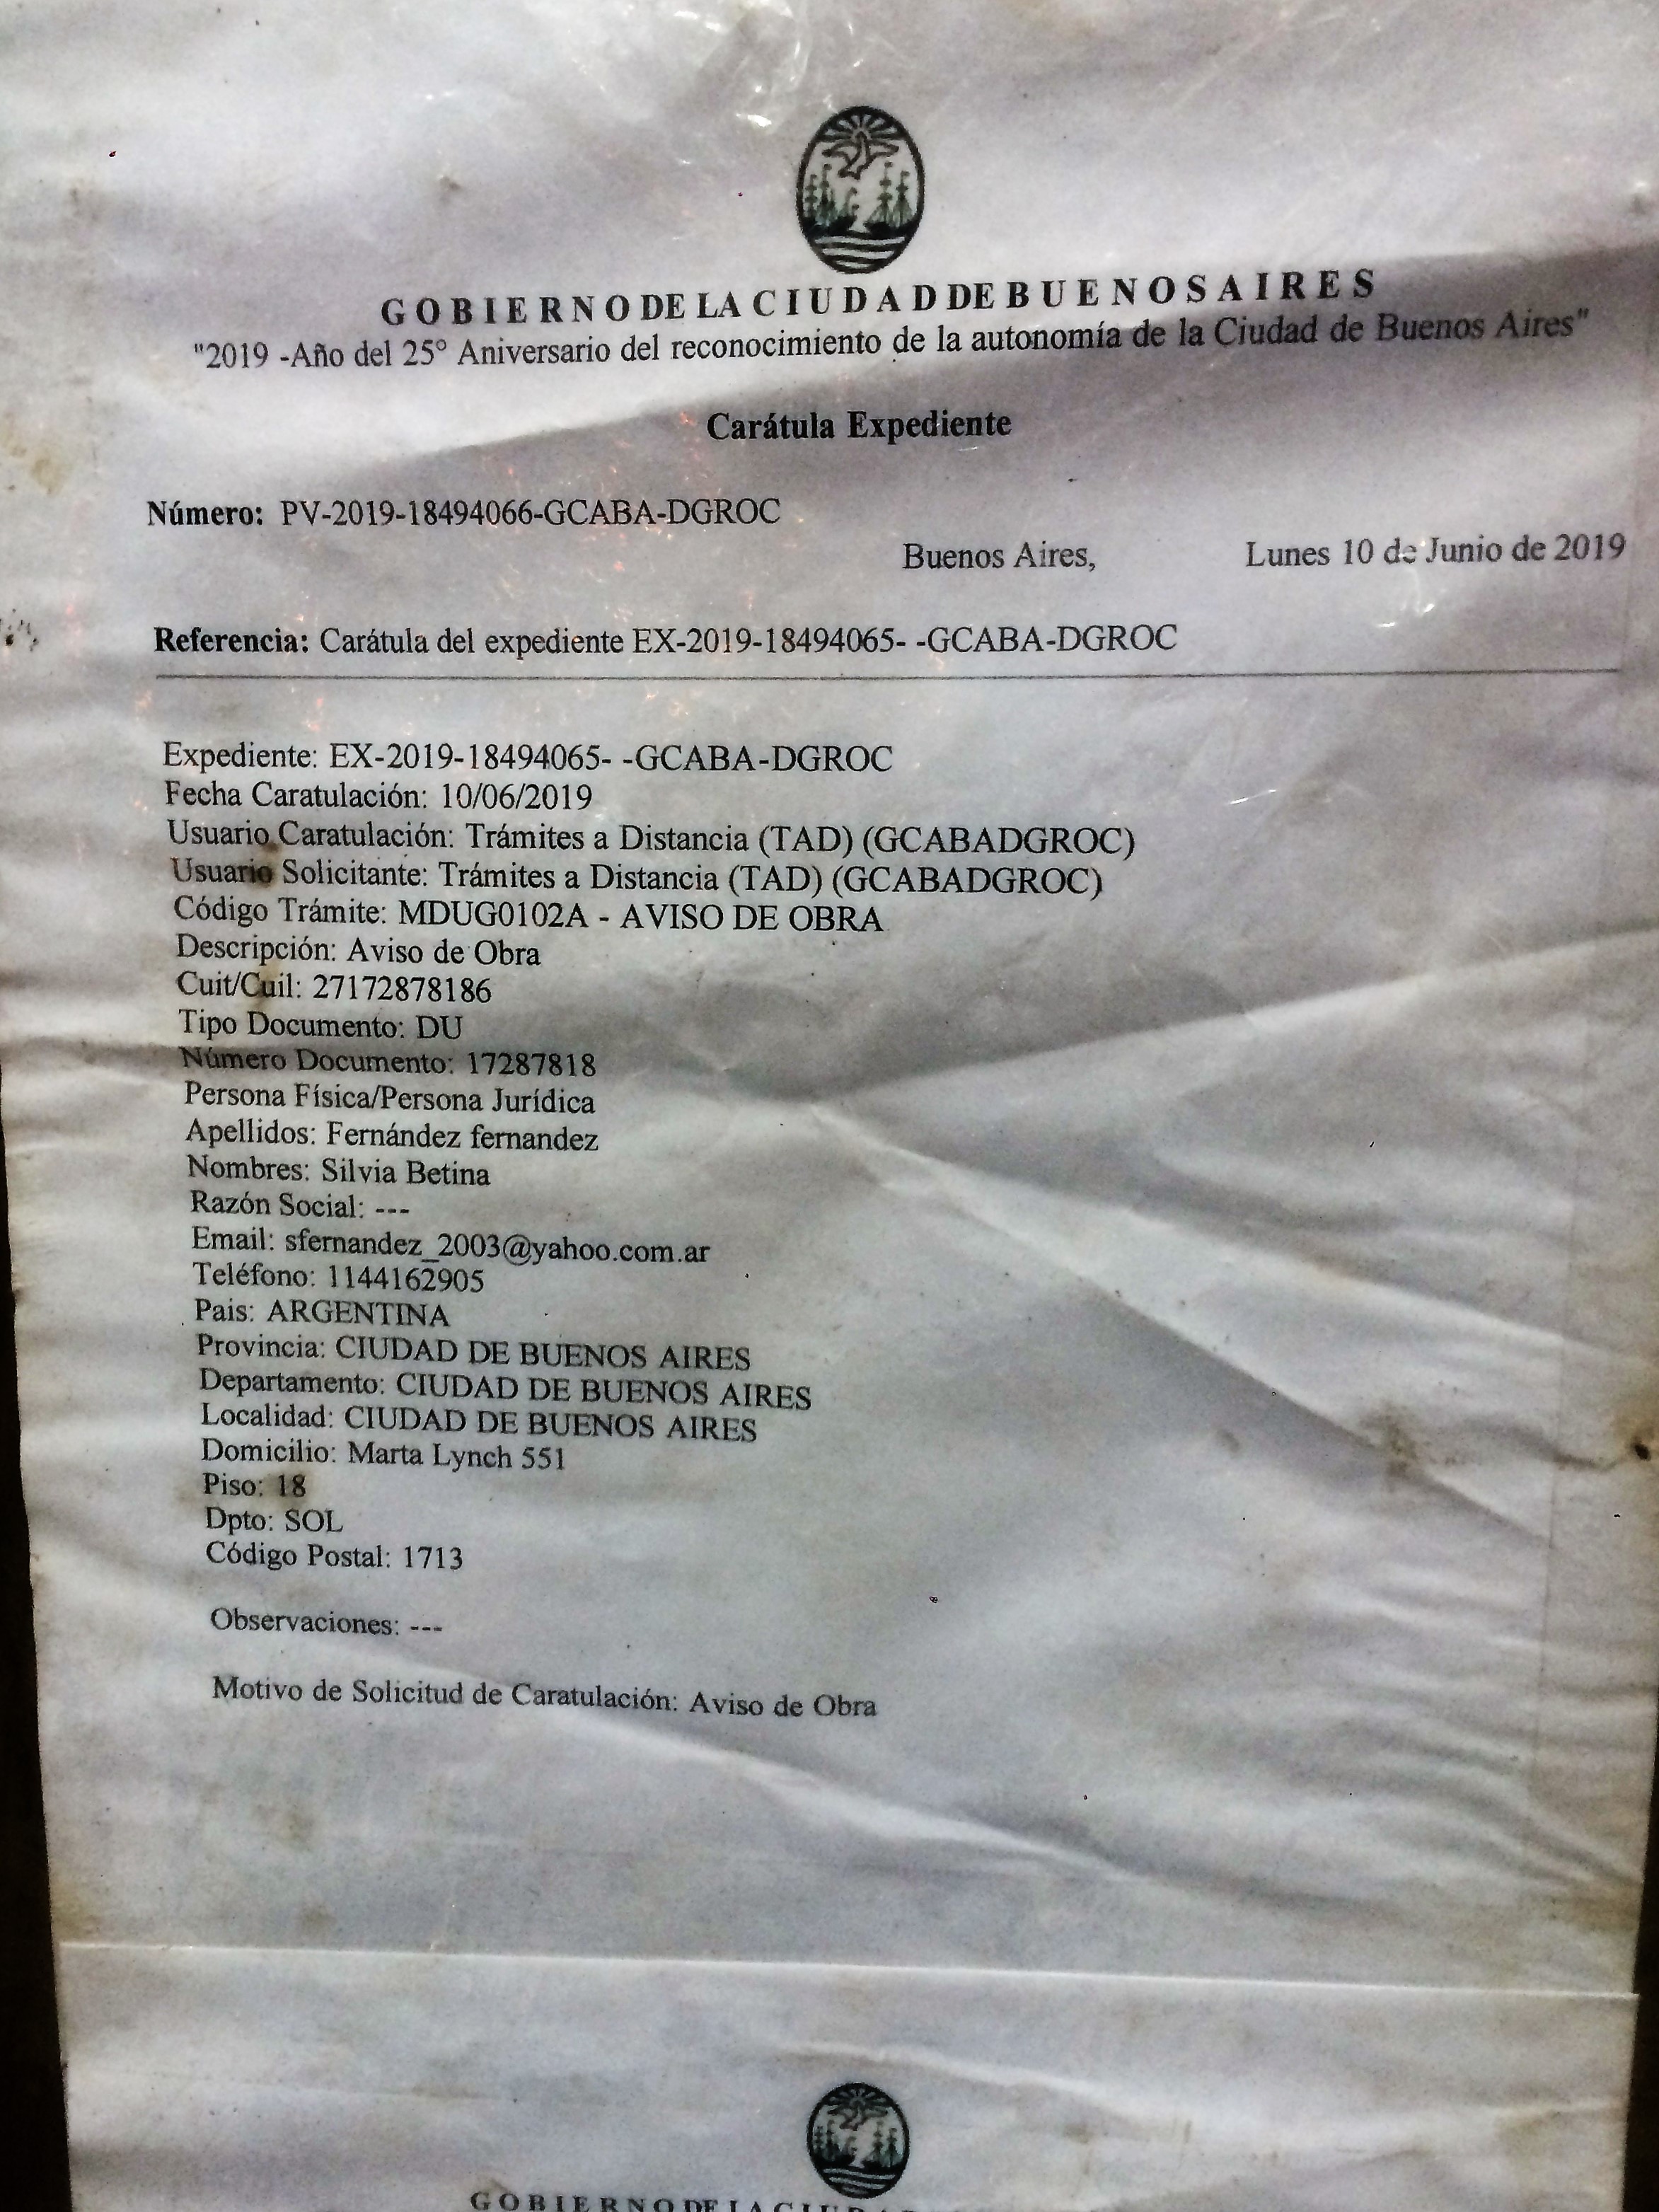 GOBIERNO DE LA CIUDAD DE BUENOS AIRES
"2019 -Año del 25° Aniversario del reconocimiento de la autonomía de la Ciudad de Buenos Aires"
Carátula Expediente
Número: PV-2019-18494066-GCABA-DGROC
Buenos Aires, Lunes 10 de Junio de 2019
Referencia: Carátula del expediente EX-2019-18494065- -GCABA-DGROC
Expediente: EX-2019-18494065- -GCABA-DGROC
Fecha Caratulación: 10/06/2019
Usuario Caratulación: Trámites a Distancia (TAD) (GCABADGROC)
Usuario Solicitante: Trámites a Distancia (TAD) (GCABADGROC)
Código Trámite: MDUG0102A - AVISO DE OBRA
Descripción: Aviso de Obra
Cuit/Cuil: 27172878186
Tipo Documento: DU
Número Documento: 17287818
Persona Física/Persona Jurídica
Apellidos: Fernández fernandez
Nombres: Silvia Betina
Razón Social: ---
Email: sfernandez_2003@yahoo.com.ar
Teléfono: 1144162905
Pais: ARGENTINA
Provincia: CIUDAD DE BUENOS AIRES
Departamento: CIUDAD DE BUENOS AIRES
Localidad: CIUDAD DE BUENOS AIRES
Domicilio: Marta Lynch 551
Piso: 18
Dpto: SOL
Código Postal: 1713
Observaciones: ---
Motivo de Solicitud de Caratulación: Aviso de Obra
GOBIERNO DE LA